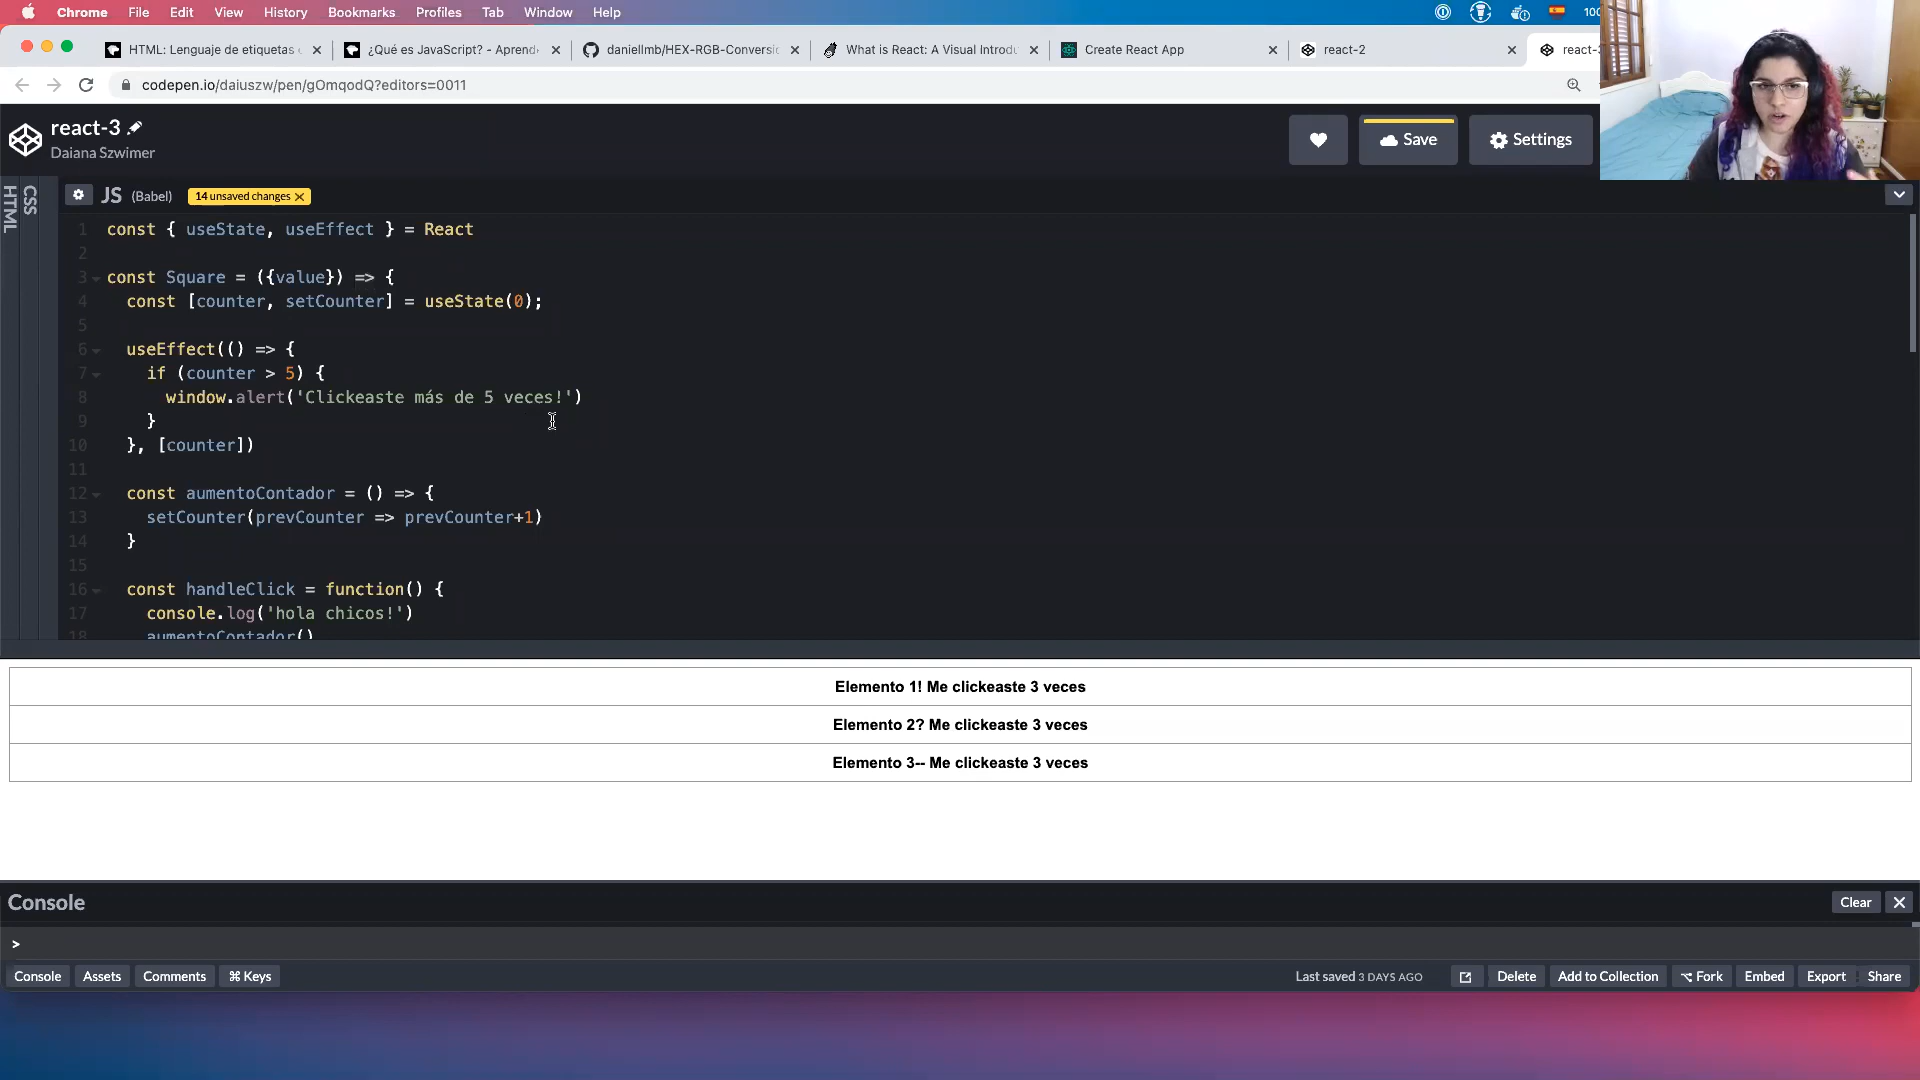 Chrome File Edit View History Bookmarks Profiles Tab Window Help
HTML: Lenguaje de etiquetas
¿Qué es JavaScript? - Aprend
daniellmb/HEX-RGB-Conversi
What is React: A Visual Introdu
Create React App
react-2
react-3
codepen.io/daiuszw/pen/gOmqodQ?editors=0011
react-3
Daiana Szwimer
Save
Settings
HTML
CSS
JS (Babel) 14 unsaved changes
1 const { useState, useEffect } = React
2
3 const Square = ({value}) => {
4 const [counter, setCounter] = useState(0);
5
6 useEffect(() => {
7 if (counter > 5) {
8 window.alert('Clickeaste más de 5 veces!')
9 }
10 }, [counter])
11
12 const aumentoContador = () => {
13 setCounter(prevCounter => prevCounter+1)
14 }
15
16 const handleClick = function() {
17 console.log('hola chicos!')
18 aumentoContador()
Elemento 1! Me clickeaste 3 veces
Elemento 2? Me clickeaste 3 veces
Elemento 3-- Me clickeaste 3 veces
Console
Clear
>
Console Assets Comments ⌘ Keys
Last saved 3 DAYS AGO Delete Add to Collection ⌥ Fork Embed Export Share